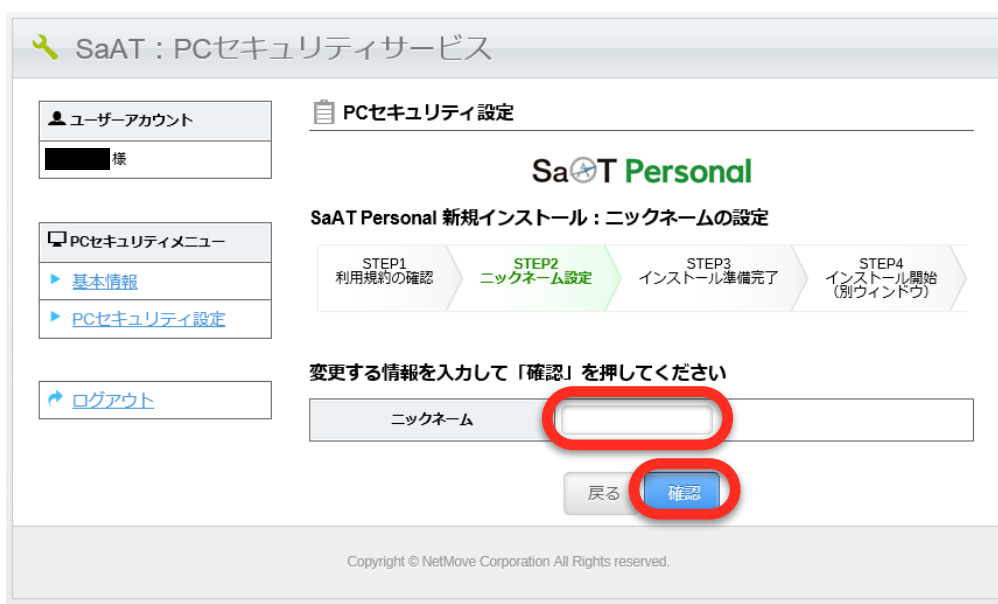 SaAT：PCセキュリティサービス
ユーザーアカウント
様
PCセキュリティメニュー
基本情報
PCセキュリティ設定
ログアウト
PCセキュリティ設定
SaAT Personal
SaAT Personal 新規インストール：ニックネームの設定
STEP1
利用規約の確認
STEP2
ニックネーム設定
STEP3
インストール準備完了
STEP4
インストール開始
（別ウィンドウ）
変更する情報を入力して「確認」を押してください
ニックネーム
戻る
確認
Copyright © NetMove Corporation All Rights reserved.